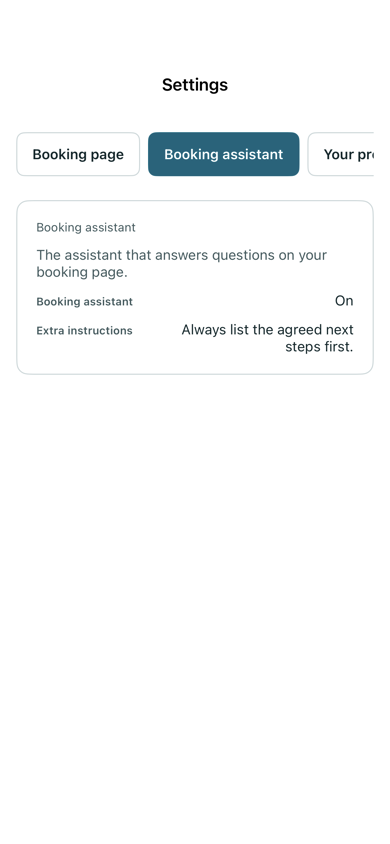 Settings
Booking page
Booking assistant
Your
Booking assistant
The assistant that answers questions on your
booking page.
Booking assistant
On
Extra instructions
Always list the agreed next
steps first.